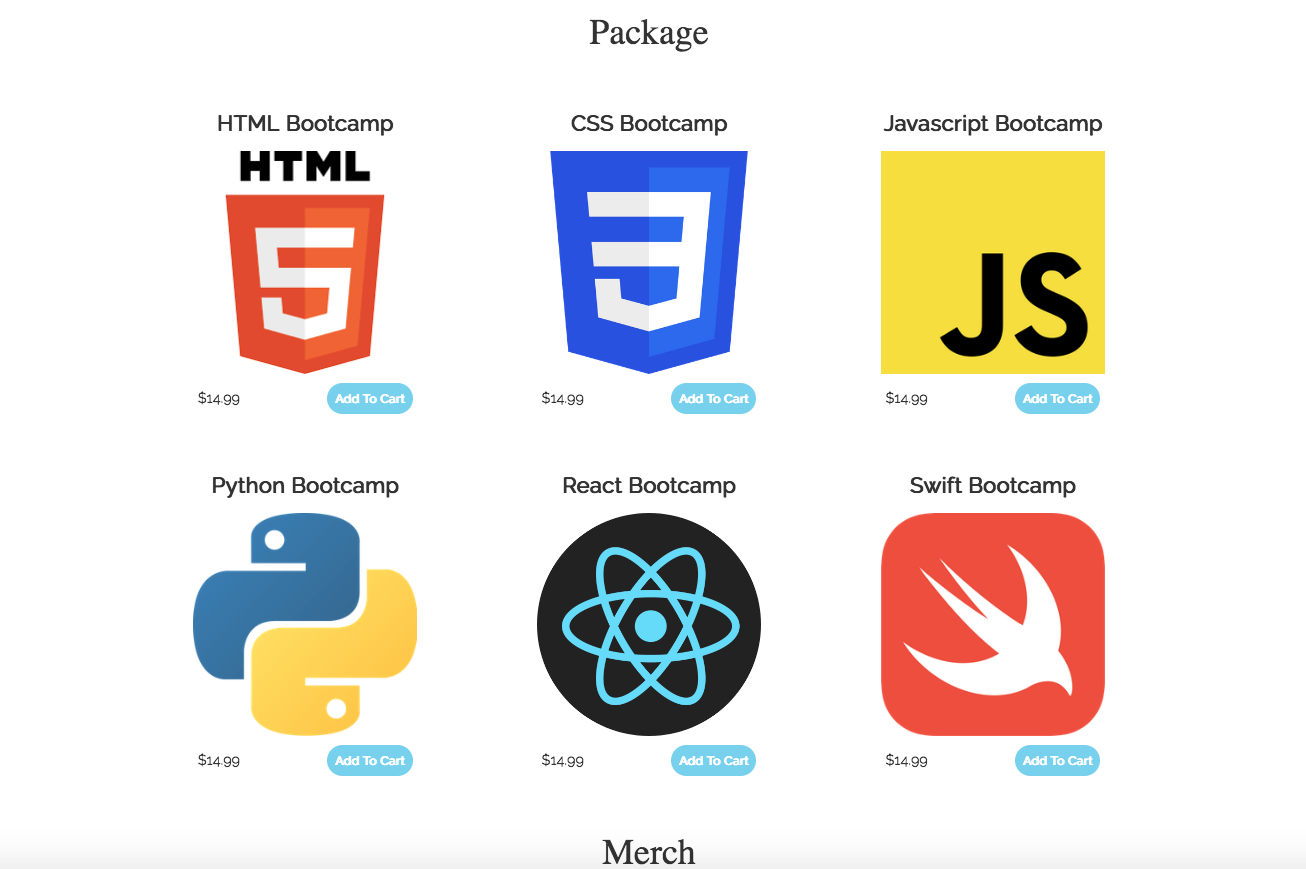 Package
HTML Bootcamp
CSS Bootcamp
Javascript Bootcamp
HTML
5
3
JS
$14.99
Add To Cart
$14.99
Add To Cart
$14.99
Add To Cart
Python Bootcamp
React Bootcamp
Swift Bootcamp
$14.99
Add To Cart
$14.99
Add To Cart
$14.99
Add To Cart
Merch